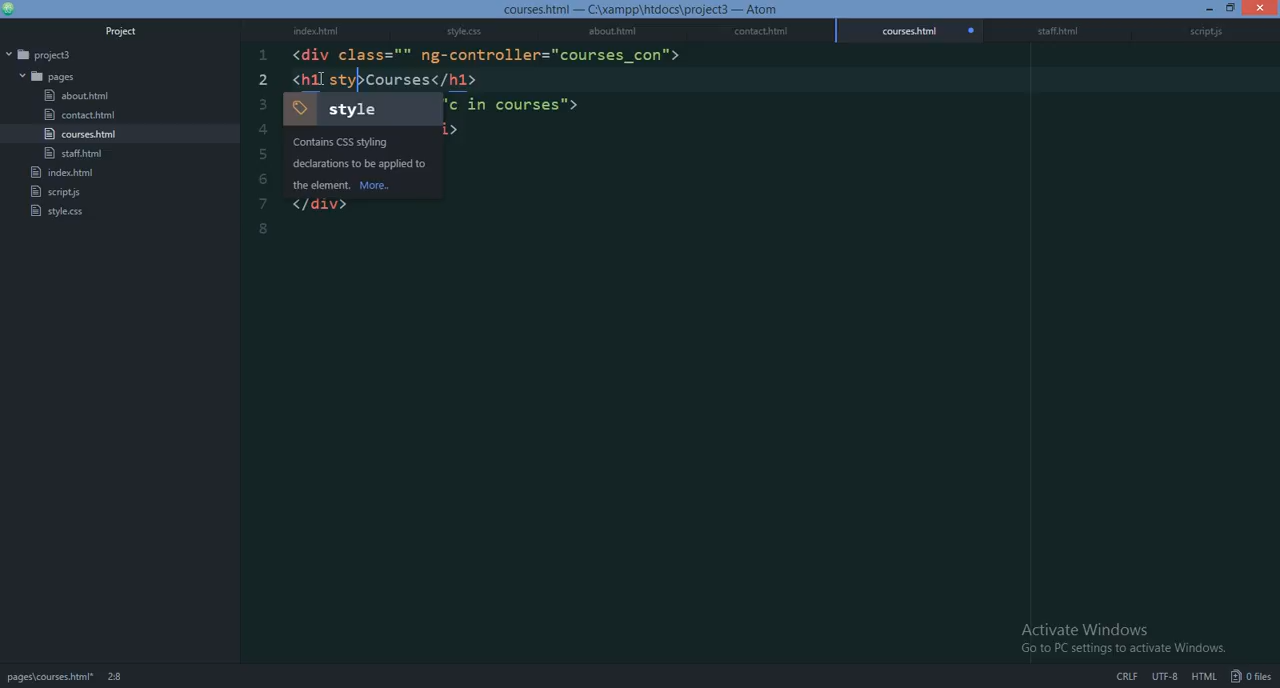 courses.html — C:\xampp\htdocs\project3 — Atom
Project
index.html
style.css
about.html
contact.html
courses.html
staff.html
script.js
project3
pages
about.html
contact.html
courses.html
staff.html
index.html
script.js
style.css
1 <div class="" ng-controller="courses_con">
2 <h1 sty>Courses</h1>
3 "c in courses">
4 i>
5
6
7 </div>
8
style
Contains CSS styling
declarations to be applied to
the element. More..
Activate Windows
Go to PC settings to activate Windows.
pages\courses.html* 2:8
CRLF UTF-8 HTML 0 files